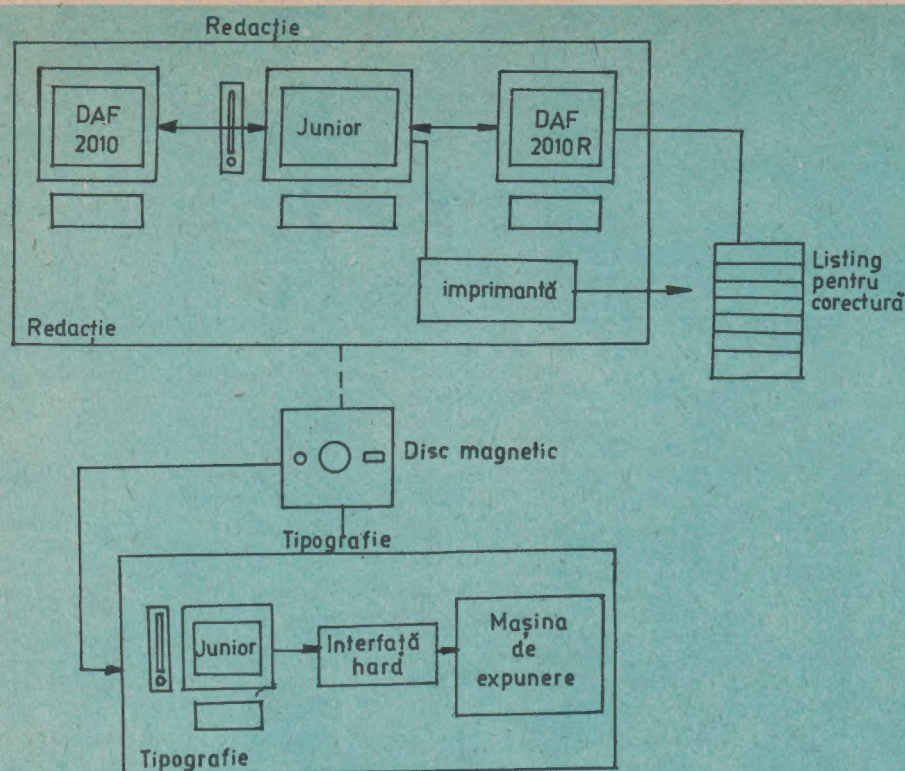 Redacție
DAF
2010
Junior
DAF
2010 R
imprimantă
Listing
pentru
corectură
Redacție
Disc magnetic
Tipografie
Junior
Interfață
hard
Mașina
de
expunere
Tipografie